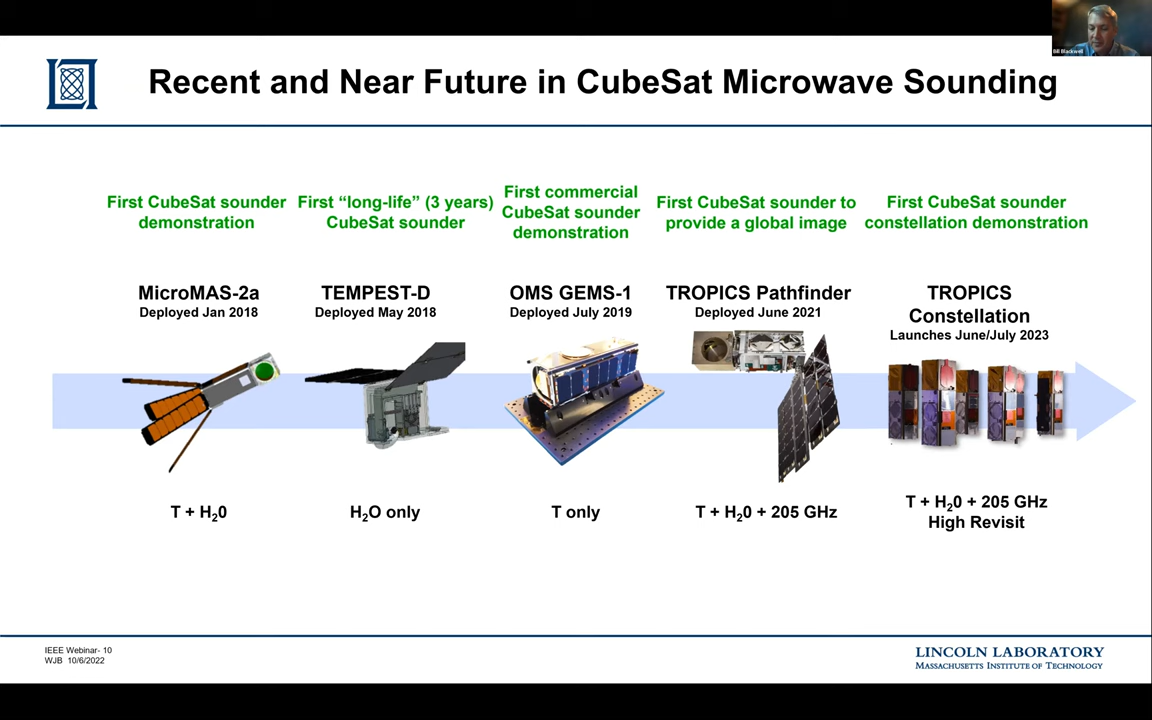 Bill Blackwell
Recent and Near Future in CubeSat Microwave Sounding
First CubeSat sounder
demonstration
First “long-life” (3 years)
CubeSat sounder
First commercial
CubeSat sounder
demonstration
First CubeSat sounder to
provide a global image
First CubeSat sounder
constellation demonstration
MicroMAS-2a
Deployed Jan 2018
TEMPEST-D
Deployed May 2018
OMS GEMS-1
Deployed July 2019
TROPICS Pathfinder
Deployed June 2021
TROPICS
Constellation
Launches June/July 2023
T + H₂0
H₂O only
T only
T + H₂0 + 205 GHz
T + H₂0 + 205 GHz
High Revisit
IEEE Webinar- 10
WJB 10/6/2022
LINCOLN LABORATORY
MASSACHUSETTS INSTITUTE OF TECHNOLOGY